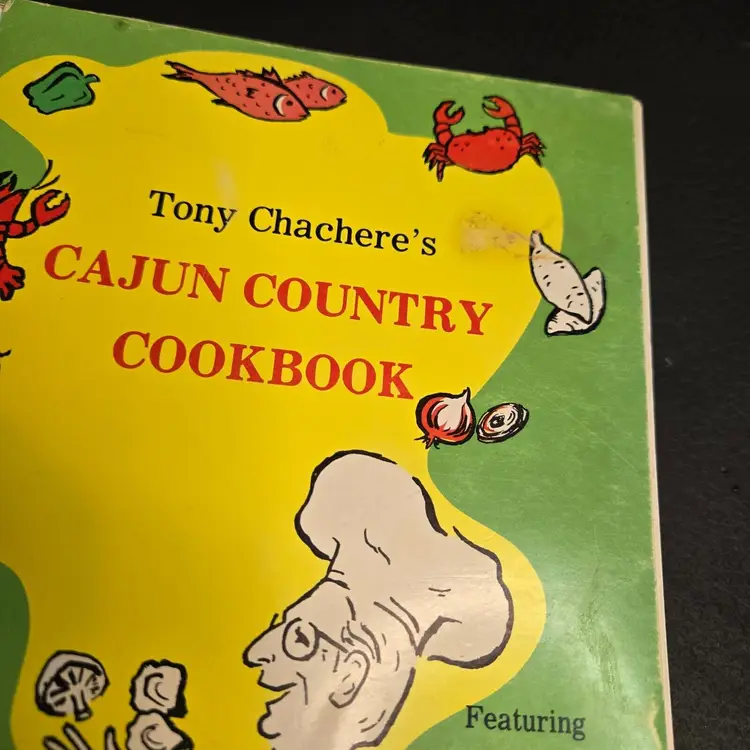 Tony Chachere's
CAJUN COUNTRY
COOKBOOK
Featuring